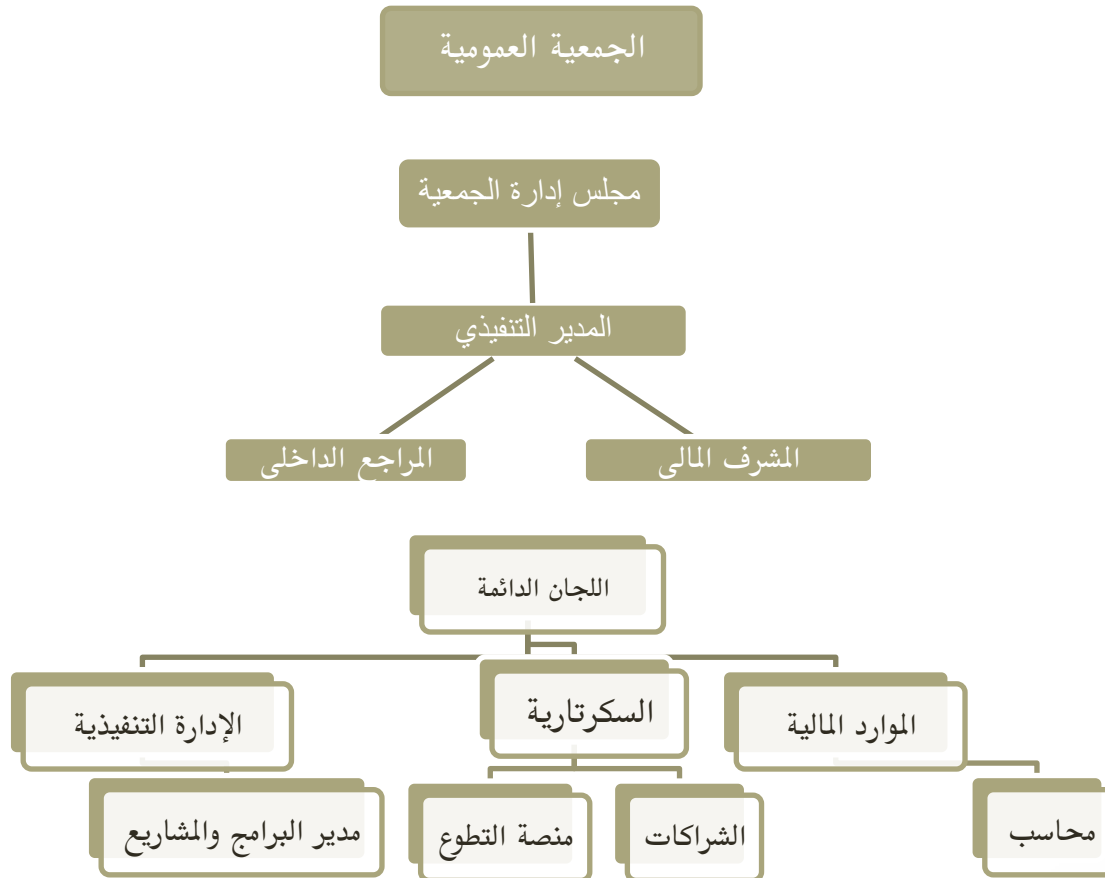 الجمعية العمومية
مجلس إدارة الجمعية
المدير التنفيذي
المشرف المالى
المراجع الداخلى
اللجان الدائمة
الموارد المالية
السكرتارية
الإدارة التنفيذية
محاسب
الشراكات
منصة التطوع
مدير البرامج والمشاريع